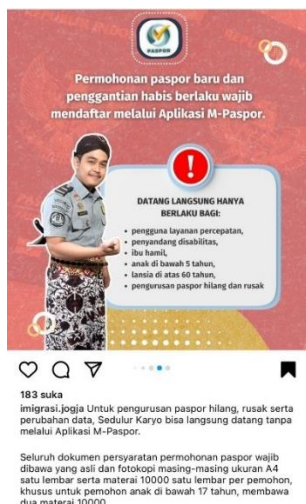 PASPOR
Permohonan paspor baru dan
penggantian habis berlaku wajib
mendaftar melalui Aplikasi M-Paspor.
DATANG LANGSUNG HANYA
BERLAKU BAGI:
• pengguna layanan percepatan,
• penyandang disabilitas,
• ibu hamil,
• anak di bawah 5 tahun,
• lansia di atas 60 tahun,
• pengurusan paspor hilang dan rusak
183 suka
imigrasi.jogja Untuk pengurusan paspor hilang, rusak serta
perubahan data, Sedulur Karyo bisa langsung datang tanpa
melalui Aplikasi M-Paspor.
Seluruh dokumen persyaratan permohonan paspor wajib
dibawa yang asli dan fotokopi masing-masing ukuran A4
satu lembar serta materai 10000 satu lembar per pemohon,
khusus untuk pemohon anak di bawah 17 tahun, membawa
dua materai 10000.